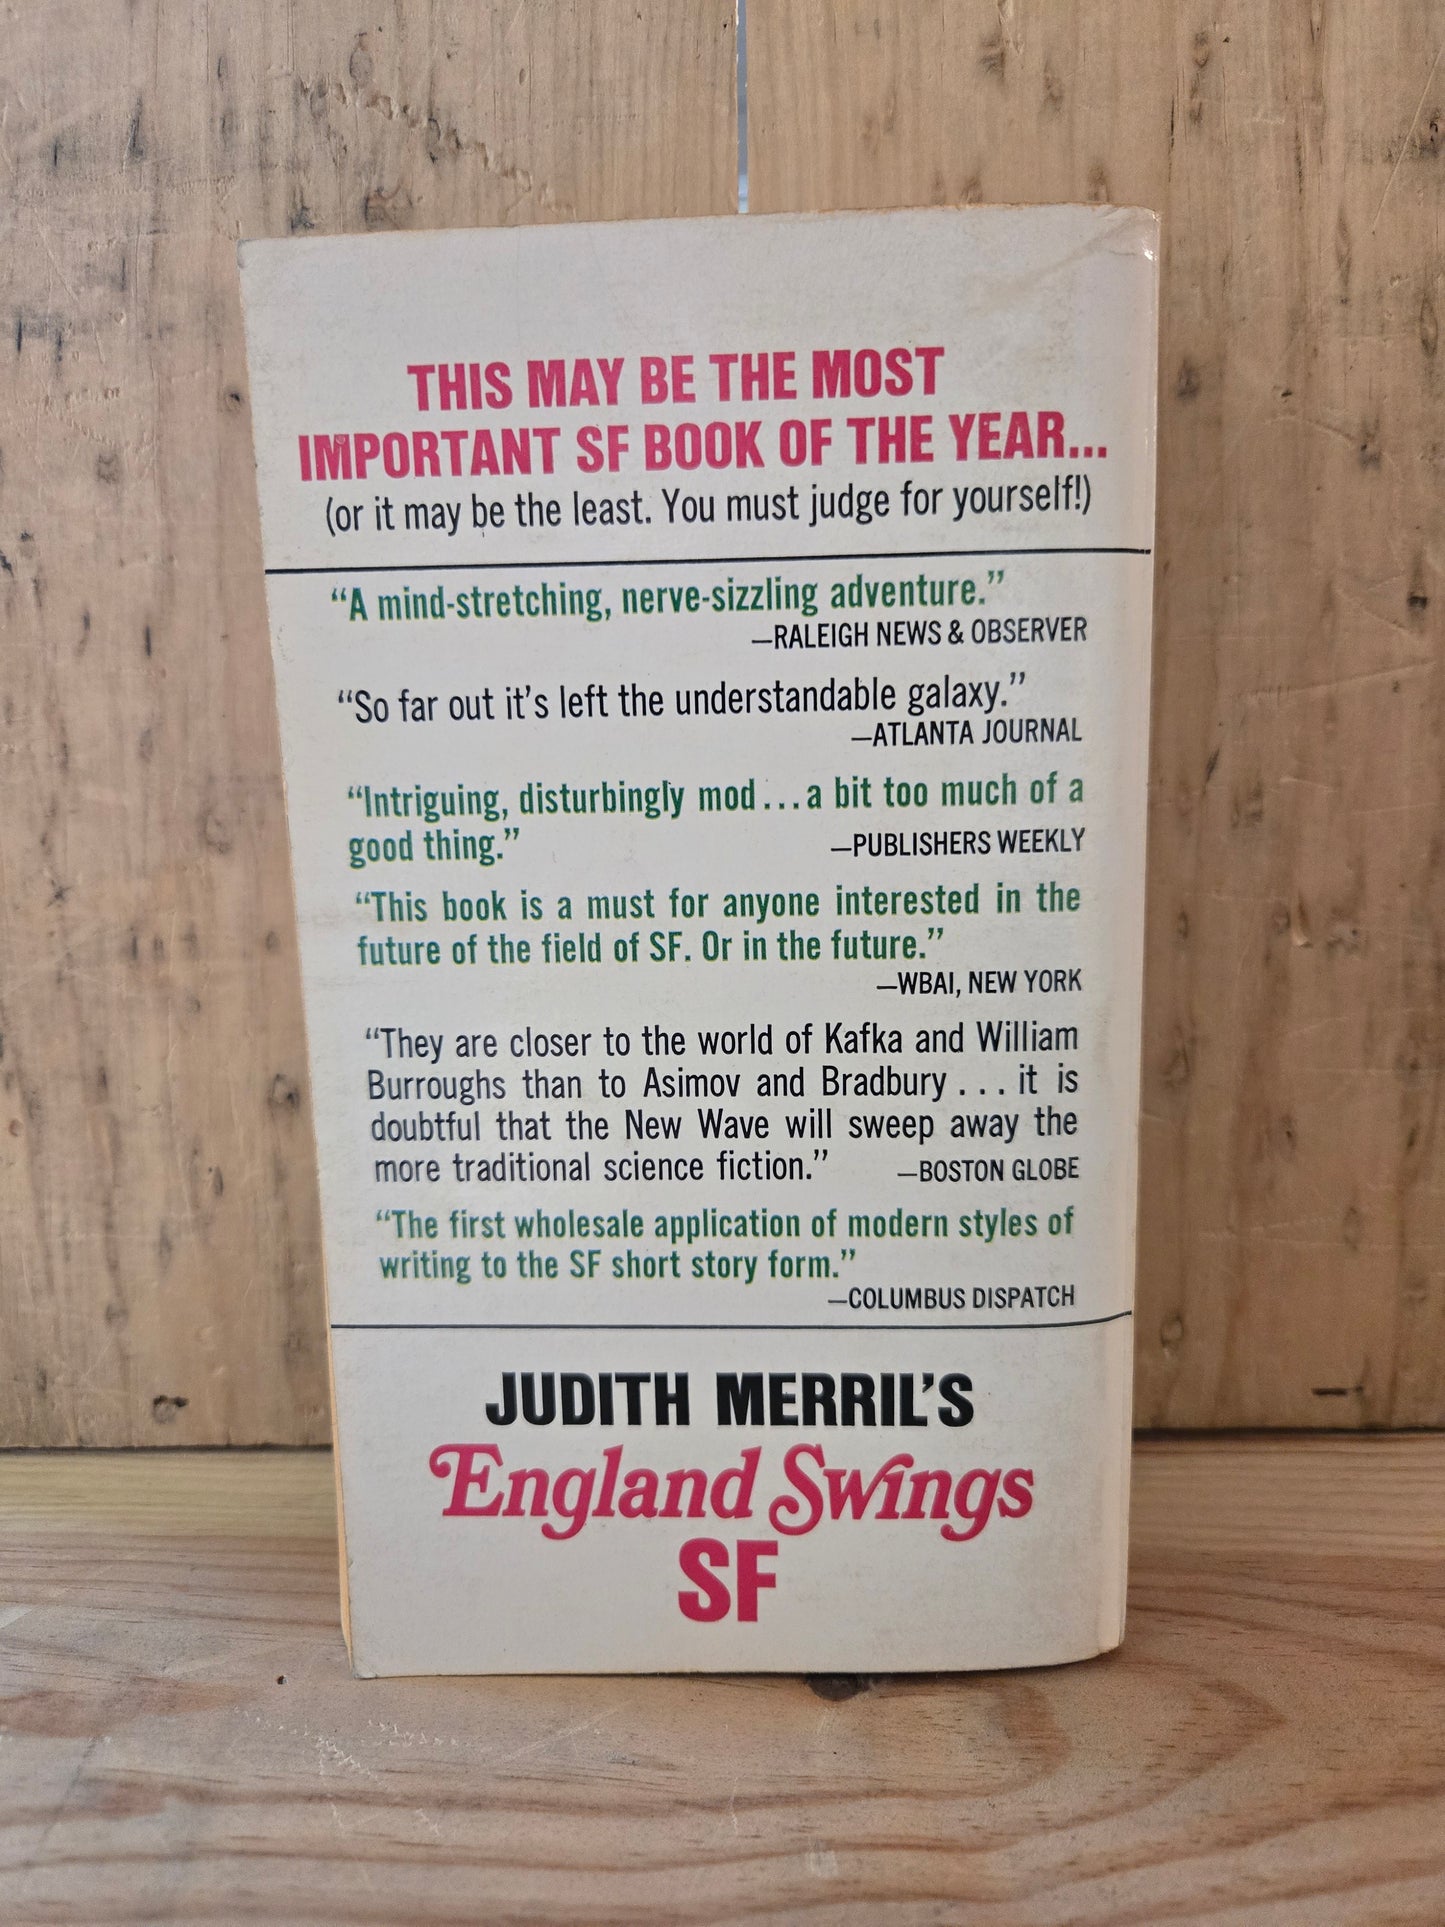 THIS MAY BE THE MOST
IMPORTANT SF BOOK OF THE YEAR...
(or it may be the least. You must judge for yourself!)
“A mind-stretching, nerve-sizzling adventure.”
—RALEIGH NEWS & OBSERVER
“So far out it’s left the understandable galaxy.”
—ATLANTA JOURNAL
“Intriguing, disturbingly mod...a bit too much of a
good thing.” —PUBLISHERS WEEKLY
“This book is a must for anyone interested in the
future of the field of SF. Or in the future.”
—WBAI, NEW YORK
“They are closer to the world of Kafka and William
Burroughs than to Asimov and Bradbury . . . it is
doubtful that the New Wave will sweep away the
more traditional science fiction.” —BOSTON GLOBE
“The first wholesale application of modern styles of
writing to the SF short story form.”
—COLUMBUS DISPATCH
JUDITH MERRIL’S
England Swings
SF